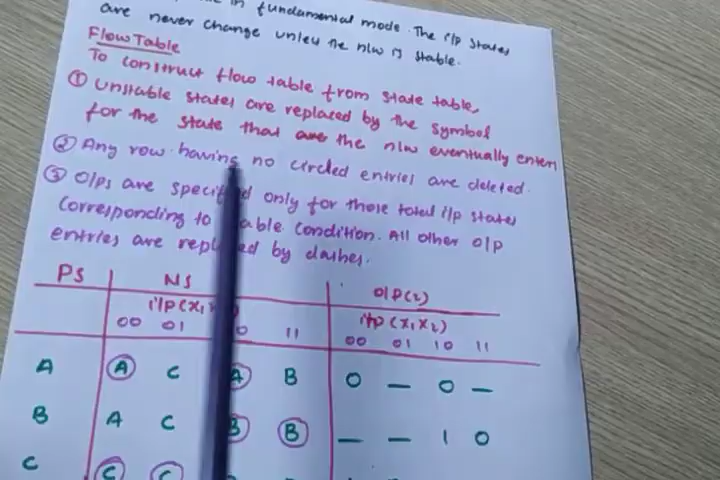 in fundamental mode. The i/p states
are never change unless the n/w is stable.
Flow Table
To construct flow table from state table,
① Unstable states are replaced by the symbol
for the state that are the n/w eventually enters
② Any row having no circled entries are deleted.
③ O/Ps are specified only for those total i/p states
Corresponding to able Condition. All other o/p
entries are replaced by dashes.
PS NS O/P(z)
i/p(x1 i/p(x1x2)
00 01 0 11 00 01 10 11
A A C A B 0 — 0 —
B A C B B — — 1 0
C C C